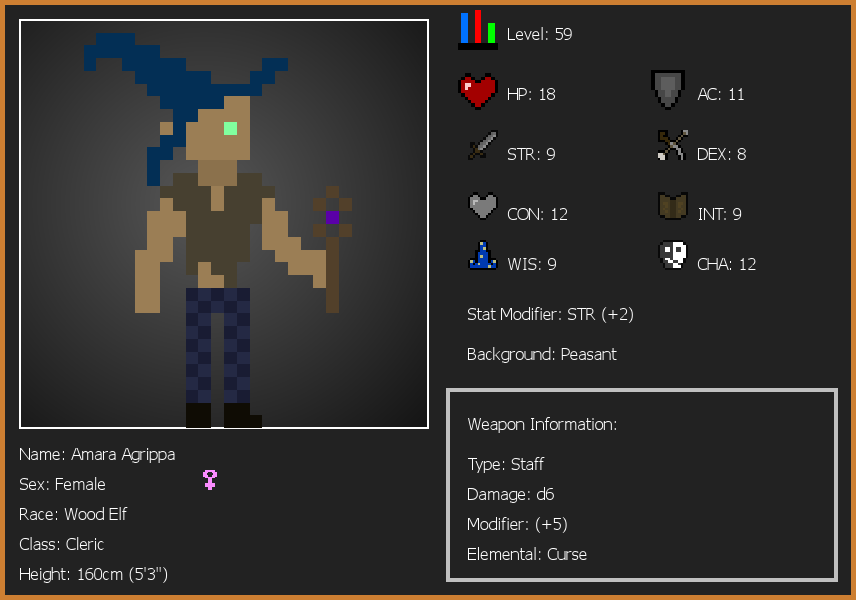 Level: 59
HP: 18
AC: 11
STR: 9
DEX: 8
CON: 12
INT: 9
WIS: 9
CHA: 12
Stat Modifier: STR (+2)
Background: Peasant
Weapon Information:
Type: Staff
Damage: d6
Modifier: (+5)
Elemental: Curse
Name: Amara Agrippa
Sex: Female
Race: Wood Elf
Class: Cleric
Height: 160cm (5'3")